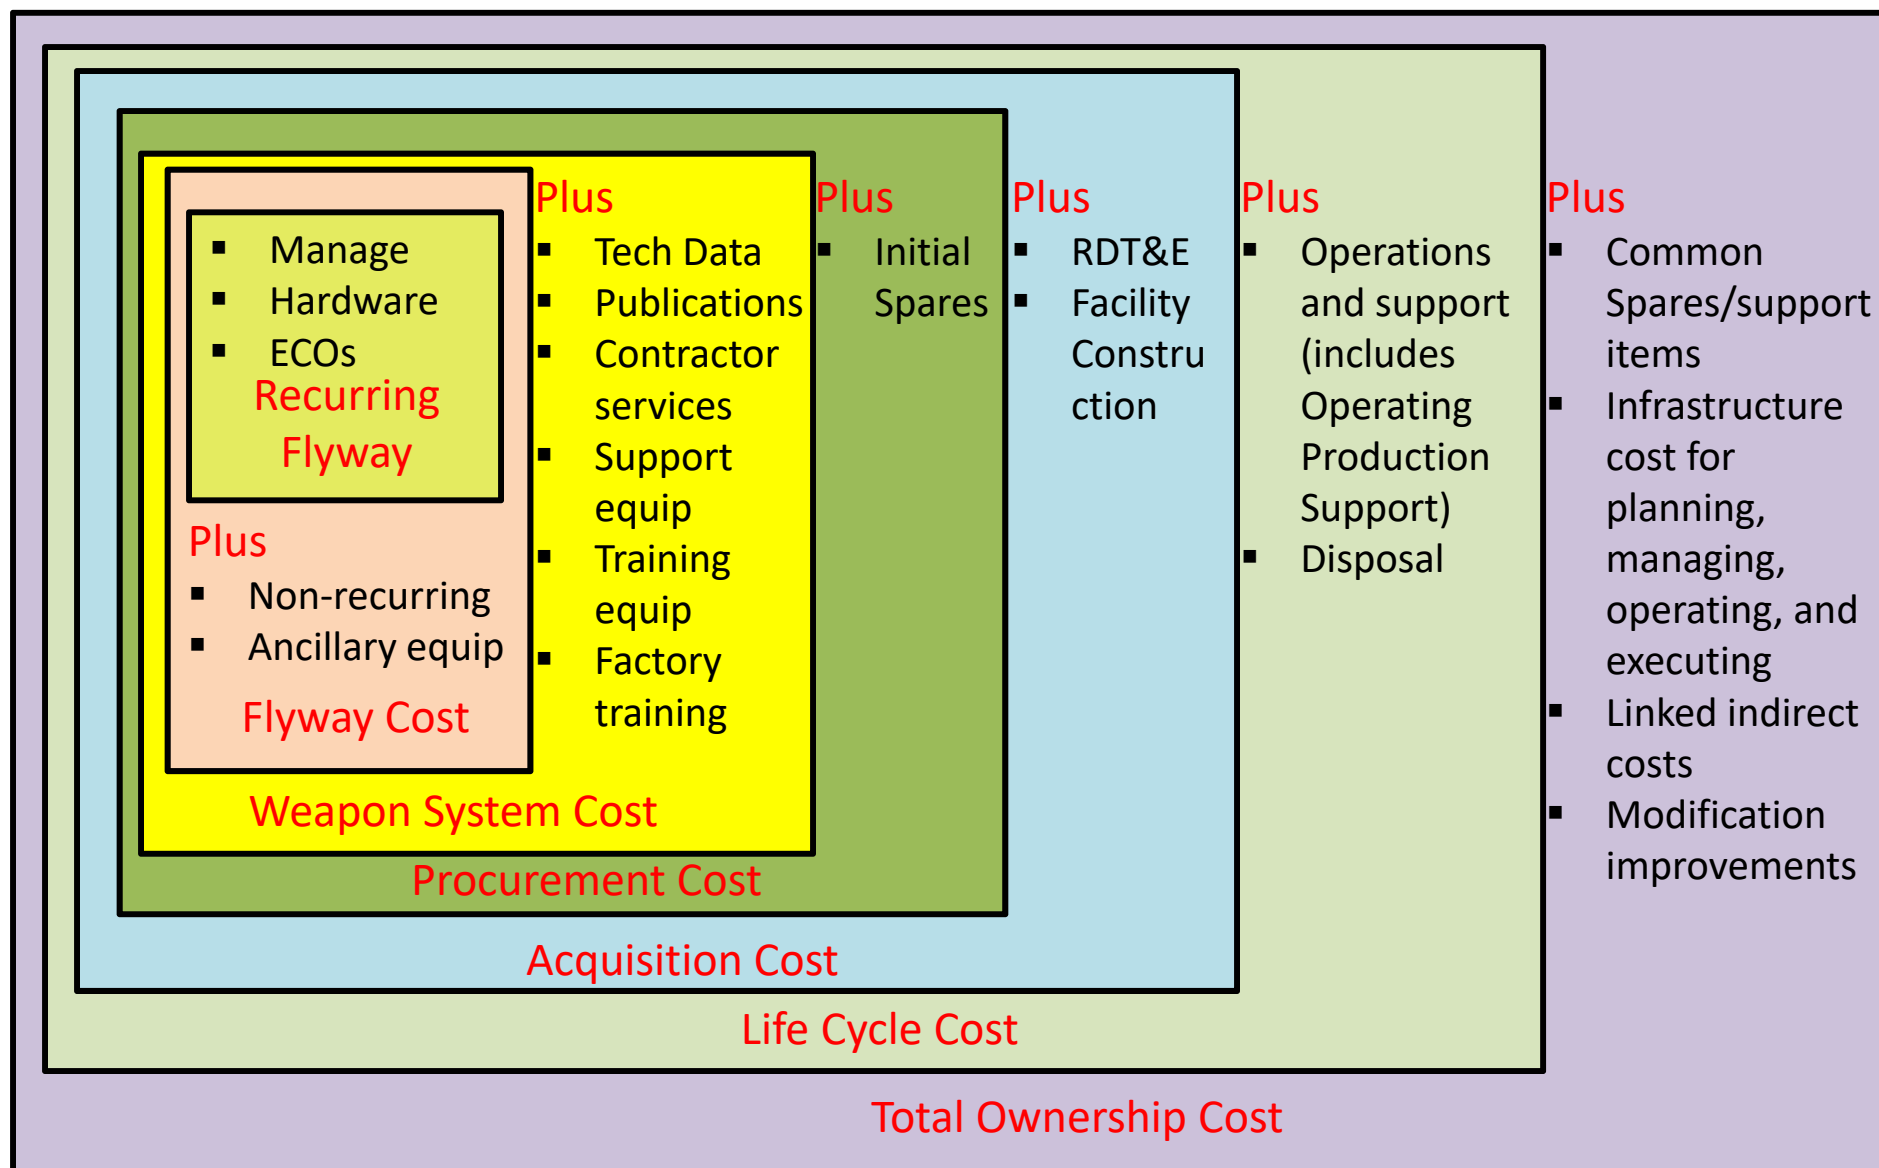 ▪ Manage
▪ Hardware
▪ ECOs
Recurring
Flyway
Plus
▪ Non-recurring
▪ Ancillary equip
Flyway Cost
Plus
▪ Tech Data
▪ Publications
▪ Contractor
services
▪ Support
equip
▪ Training
equip
▪ Factory
training
Weapon System Cost
Plus
▪ Initial
Spares
Procurement Cost
Plus
▪ RDT&E
▪ Facility
Constru
ction
Acquisition Cost
Plus
▪ Operations
and support
(includes
Operating
Production
Support)
▪ Disposal
Life Cycle Cost
Plus
▪ Common
Spares/support
items
▪ Infrastructure
cost for
planning,
managing,
operating, and
executing
▪ Linked indirect
costs
▪ Modification
improvements
Total Ownership Cost